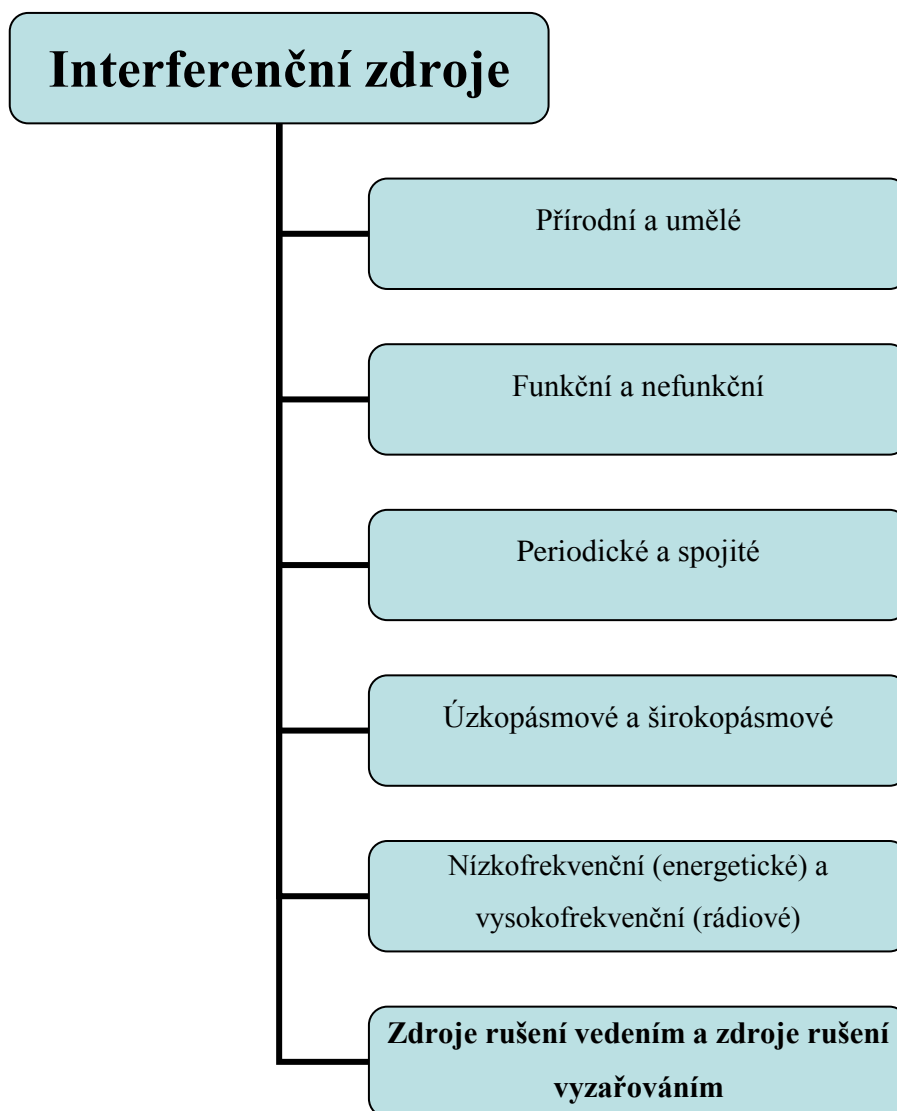 Interferenční zdroje
Přírodní a umělé
Funkční a nefunkční
Periodické a spojité
Úzkopásmové a širokopásmové
Nízkofrekvenční (energetické) a
vysokofrekvenční (rádiové)
Zdroje rušení vedením a zdroje rušení
vyzařováním